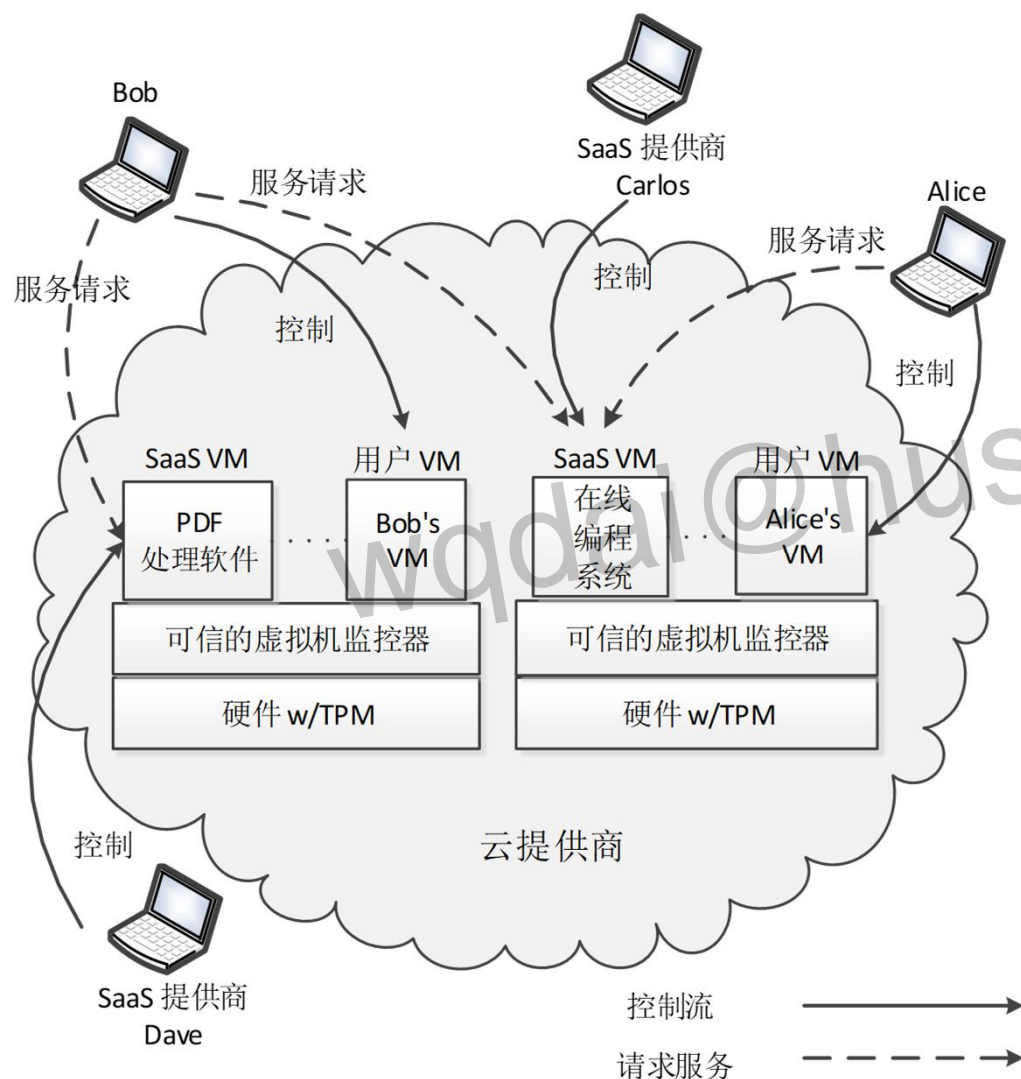 Bob
SaaS 提供商
Carlos
Alice
服务请求
服务请求
服务请求
控制
控制
控制
SaaS VM
用户 VM
SaaS VM
用户 VM
PDF
处理软件
Bob's
VM
在线
编程
系统
Alice's
VM
可信的虚拟机监控器
可信的虚拟机监控器
硬件 w/TPM
硬件 w/TPM
云提供商
控制
SaaS 提供商
Dave
控制流
请求服务
wqdai@hus